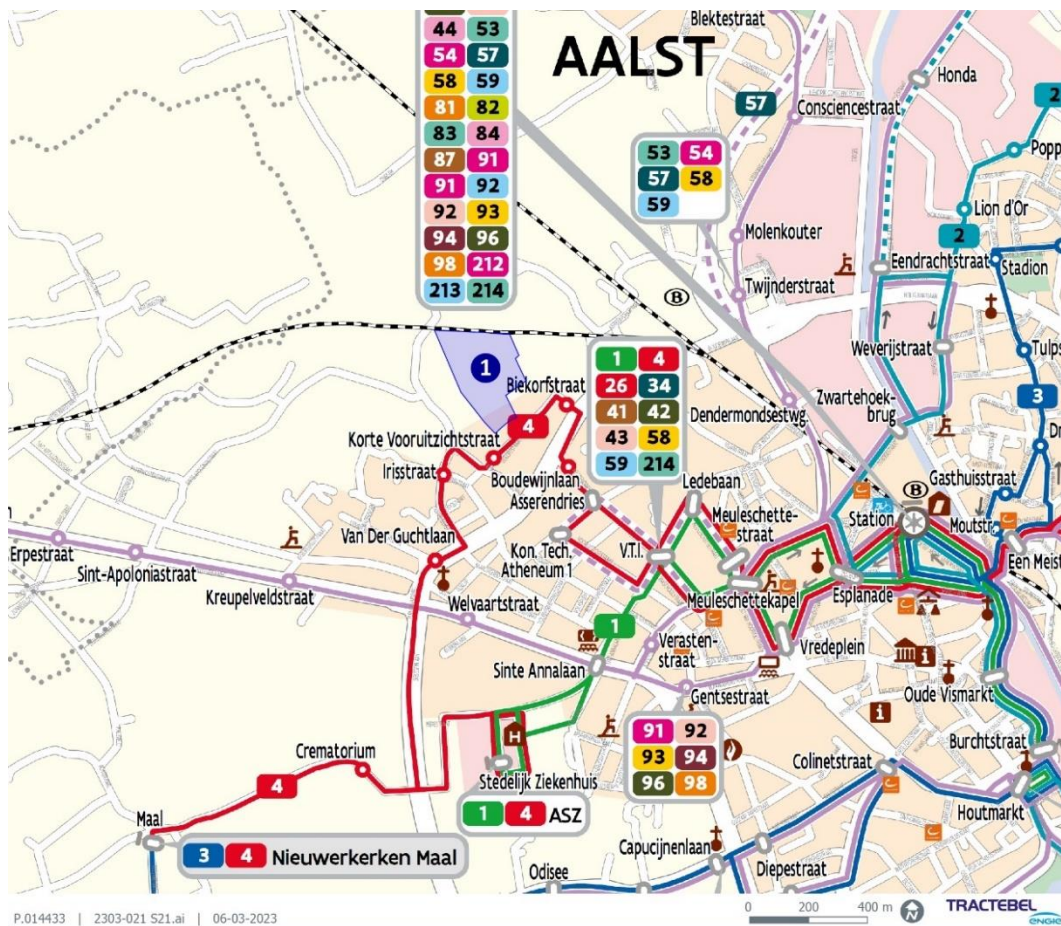 AALST
Blektestraat
44 53
54 57
58 59
81 82
83 84
87 91
91 92
92 93
94 96
98 212
213 214
57
Consciencestraat
Honda
2
Lion d'Or
2
53 54
57 58
59
Molenkouter
Twijnderstraat
Eendrachtstraat
Stadion
B
Weverijstraat
3
1
1 4
26 34
41 42
43 58
59 214
Biekorfstraat
4
Dendermondsestwg.
Zwartehoek-
brug
Korte Vooruitzichtstraat
Irisstraat
Boudewijnlaan
Asserendries
Ledebaan
Meuleschette-
straat
B
Gasthuisstraat
Station
Moutstr.
Van Der Guchtlaan
Kon. Tech.
Atheneum 1
V.T.I.
Een Meist
Erpestraat
Sint-Apoloniastraat
Kreupelveldstraat
Welvaartstraat
Meuleschettekapel
Esplanade
1
Verasten-
straat
Vredeplein
Sinte Annalaan
Gentsestraat
Oude Vismarkt
i
i
H
91 92
93 94
96 98
Crematorium
Stedelijk Ziekenhuis
1 4 ASZ
Colinetstraat
Burchtstraat
Houtmarkt
4
Maal
3 4 Nieuwerkerken Maal
Capucijnenlaan
Diepestraat
Odisee
P.014433 | 2303-021 S21.ai | 06-03-2023
0 200 400 m
N
TRACTEBEL
ENGIE